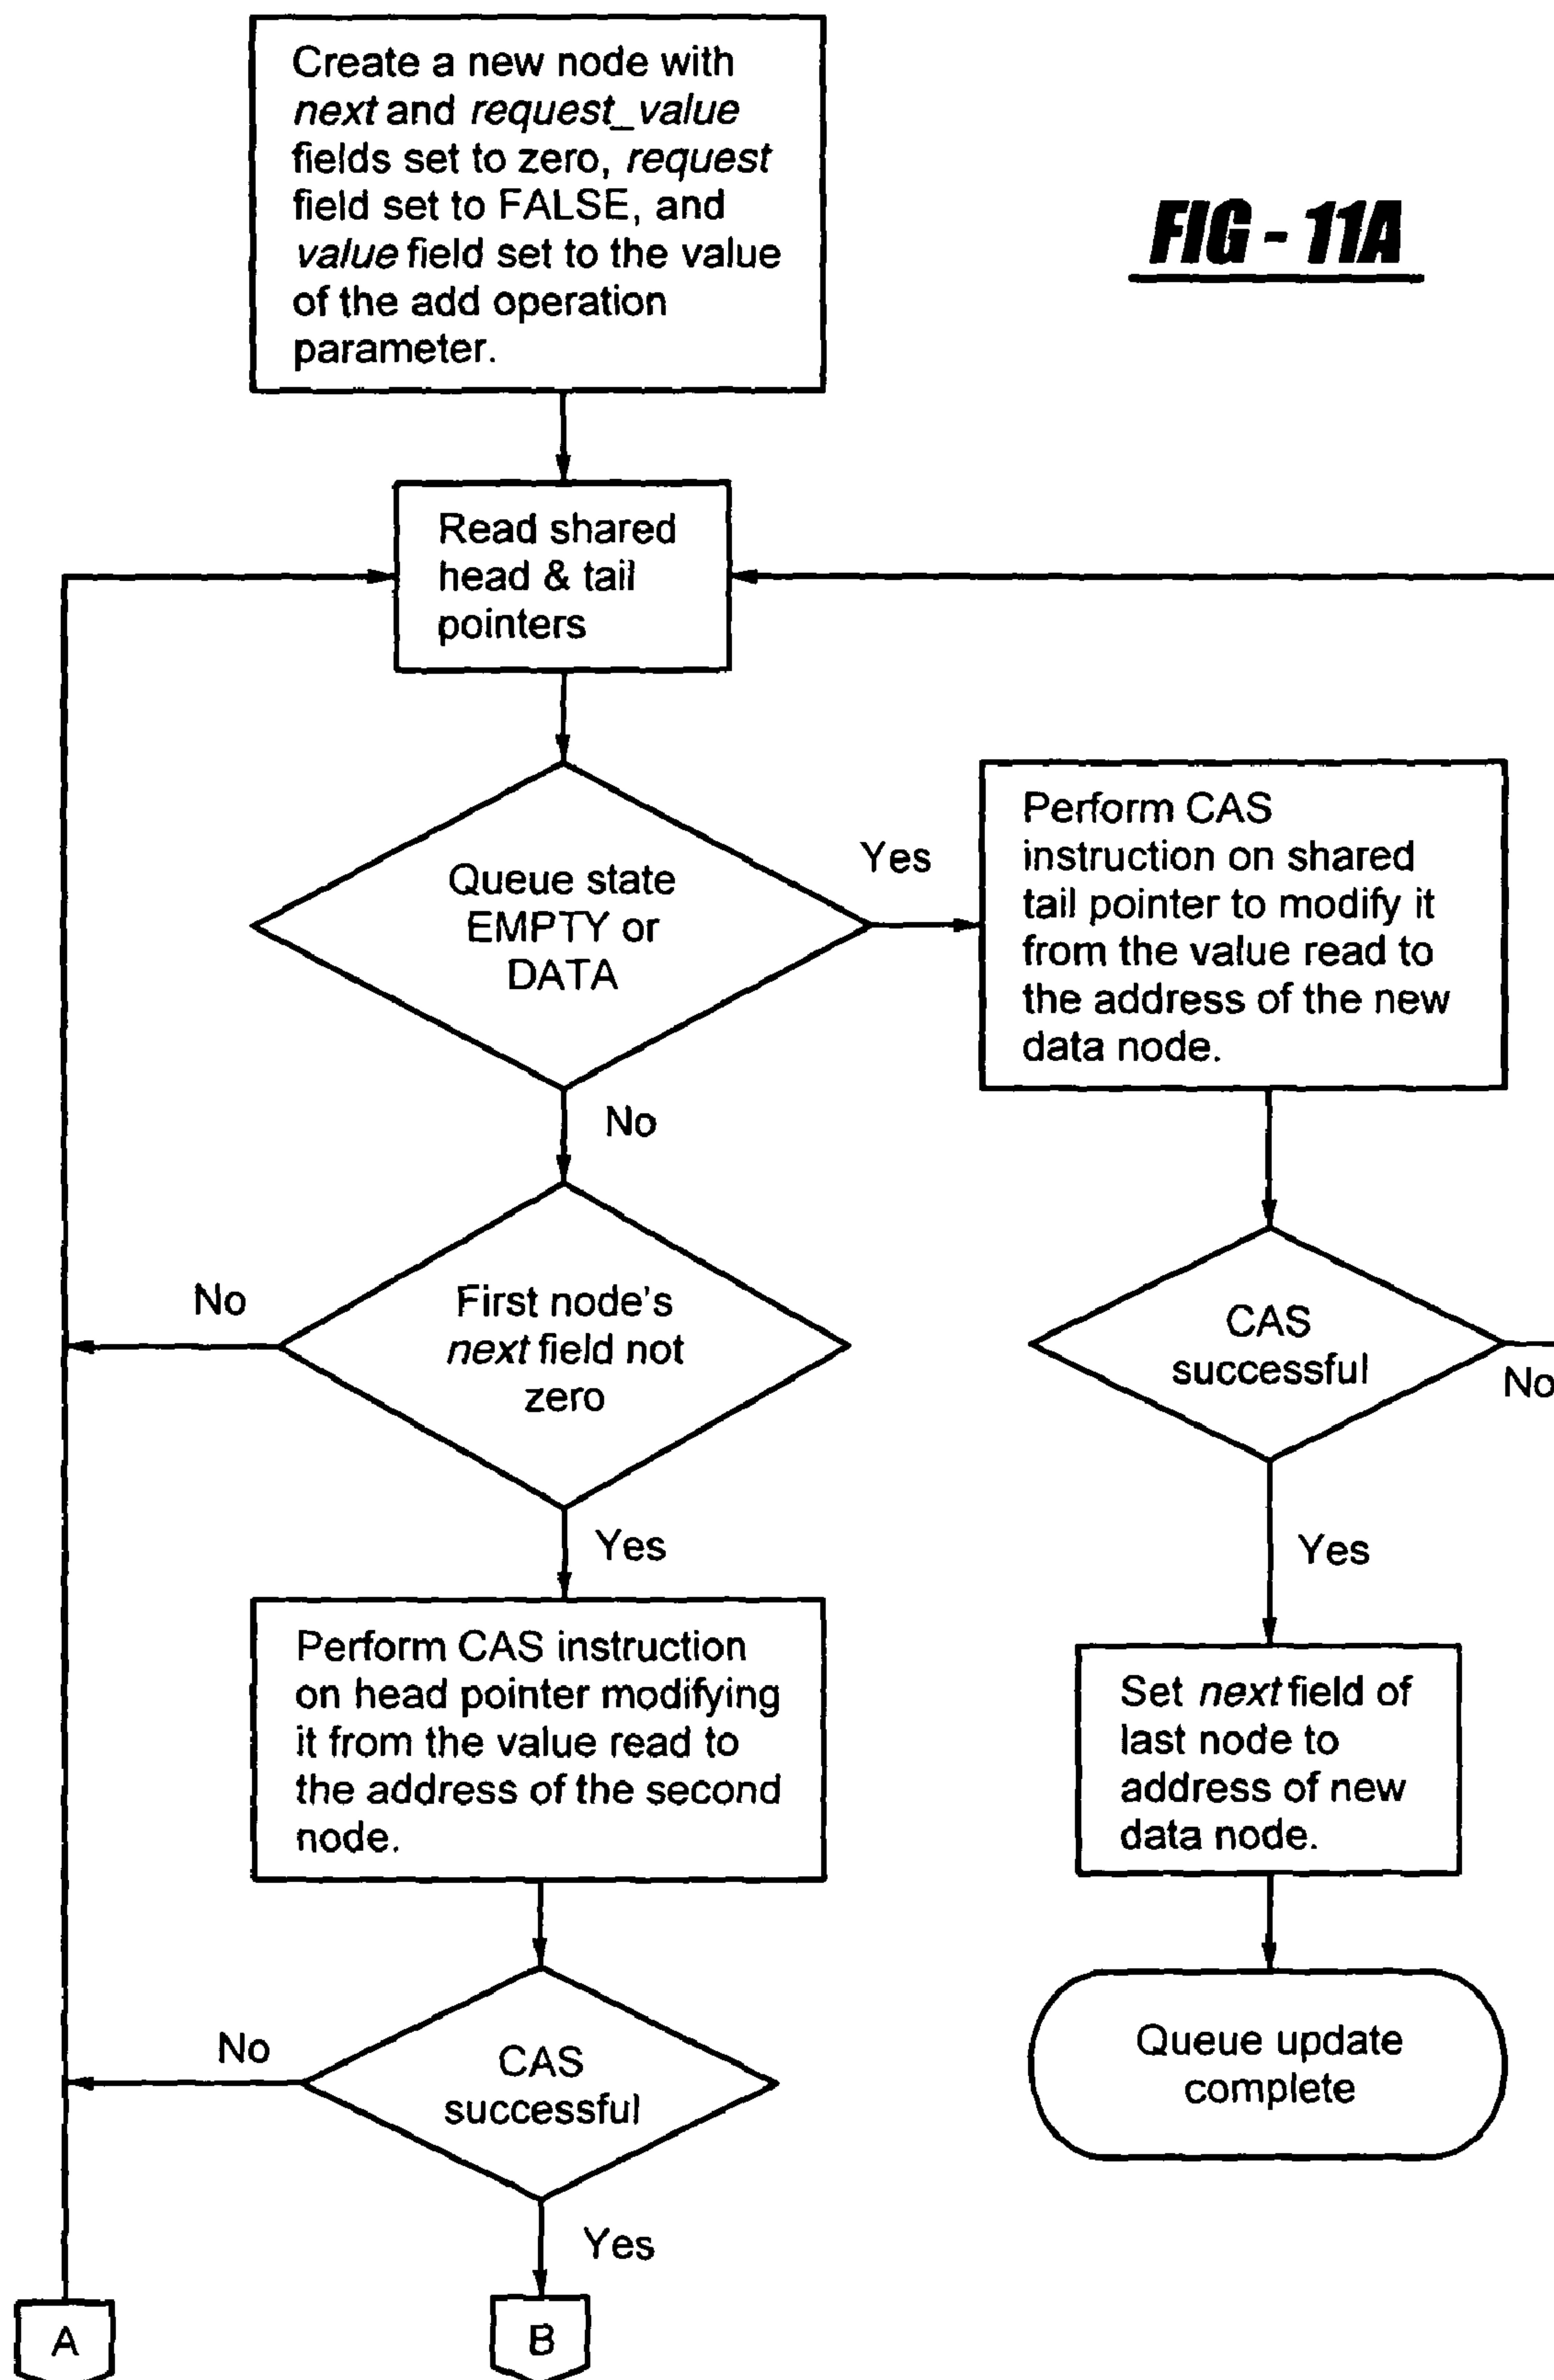 Create a new node with
next and request_value
fields set to zero, request
field set to FALSE, and
value field set to the value
of the add operation
parameter.
FIG - 11A
Read shared
head & tail
pointers
Queue state
EMPTY or
DATA
Yes
Perform CAS
instruction on shared
tail pointer to modify it
from the value read to
the address of the new
data node.
No
First node's
next field not
zero
No
CAS
successful
No
Yes
Yes
Perform CAS instruction
on head pointer modifying
it from the value read to
the address of the second
node.
Set next field of
last node to
address of new
data node.
No
CAS
successful
Queue update
complete
Yes
A
B